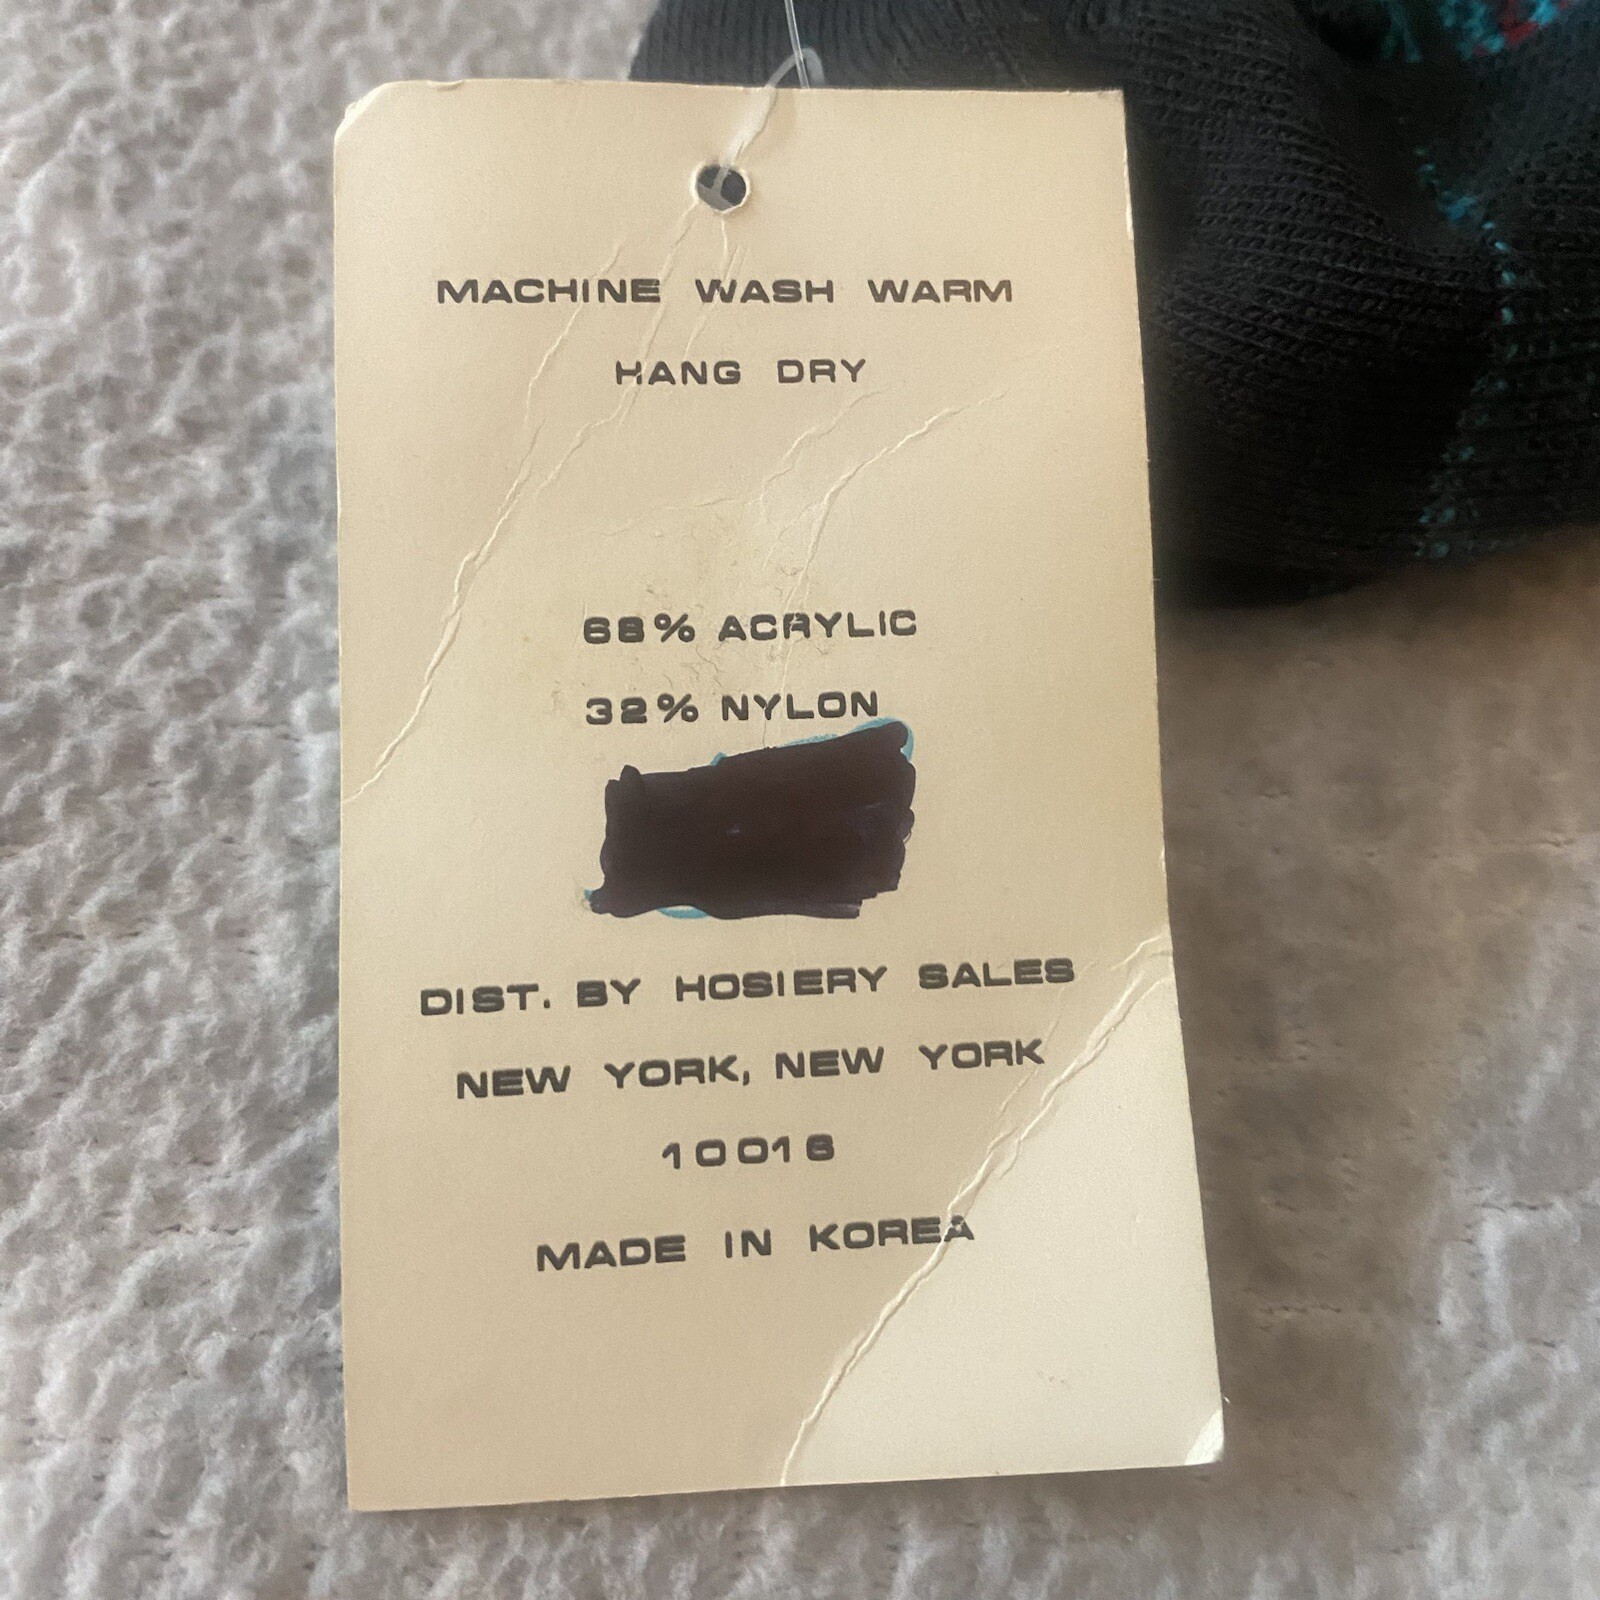 MACHINE WASH WARM
HANG DRY
68% ACRYLIC
32% NYLON
DIST. BY HOSIERY SALES
NEW YORK, NEW YORK
10016
MADE IN KOREA